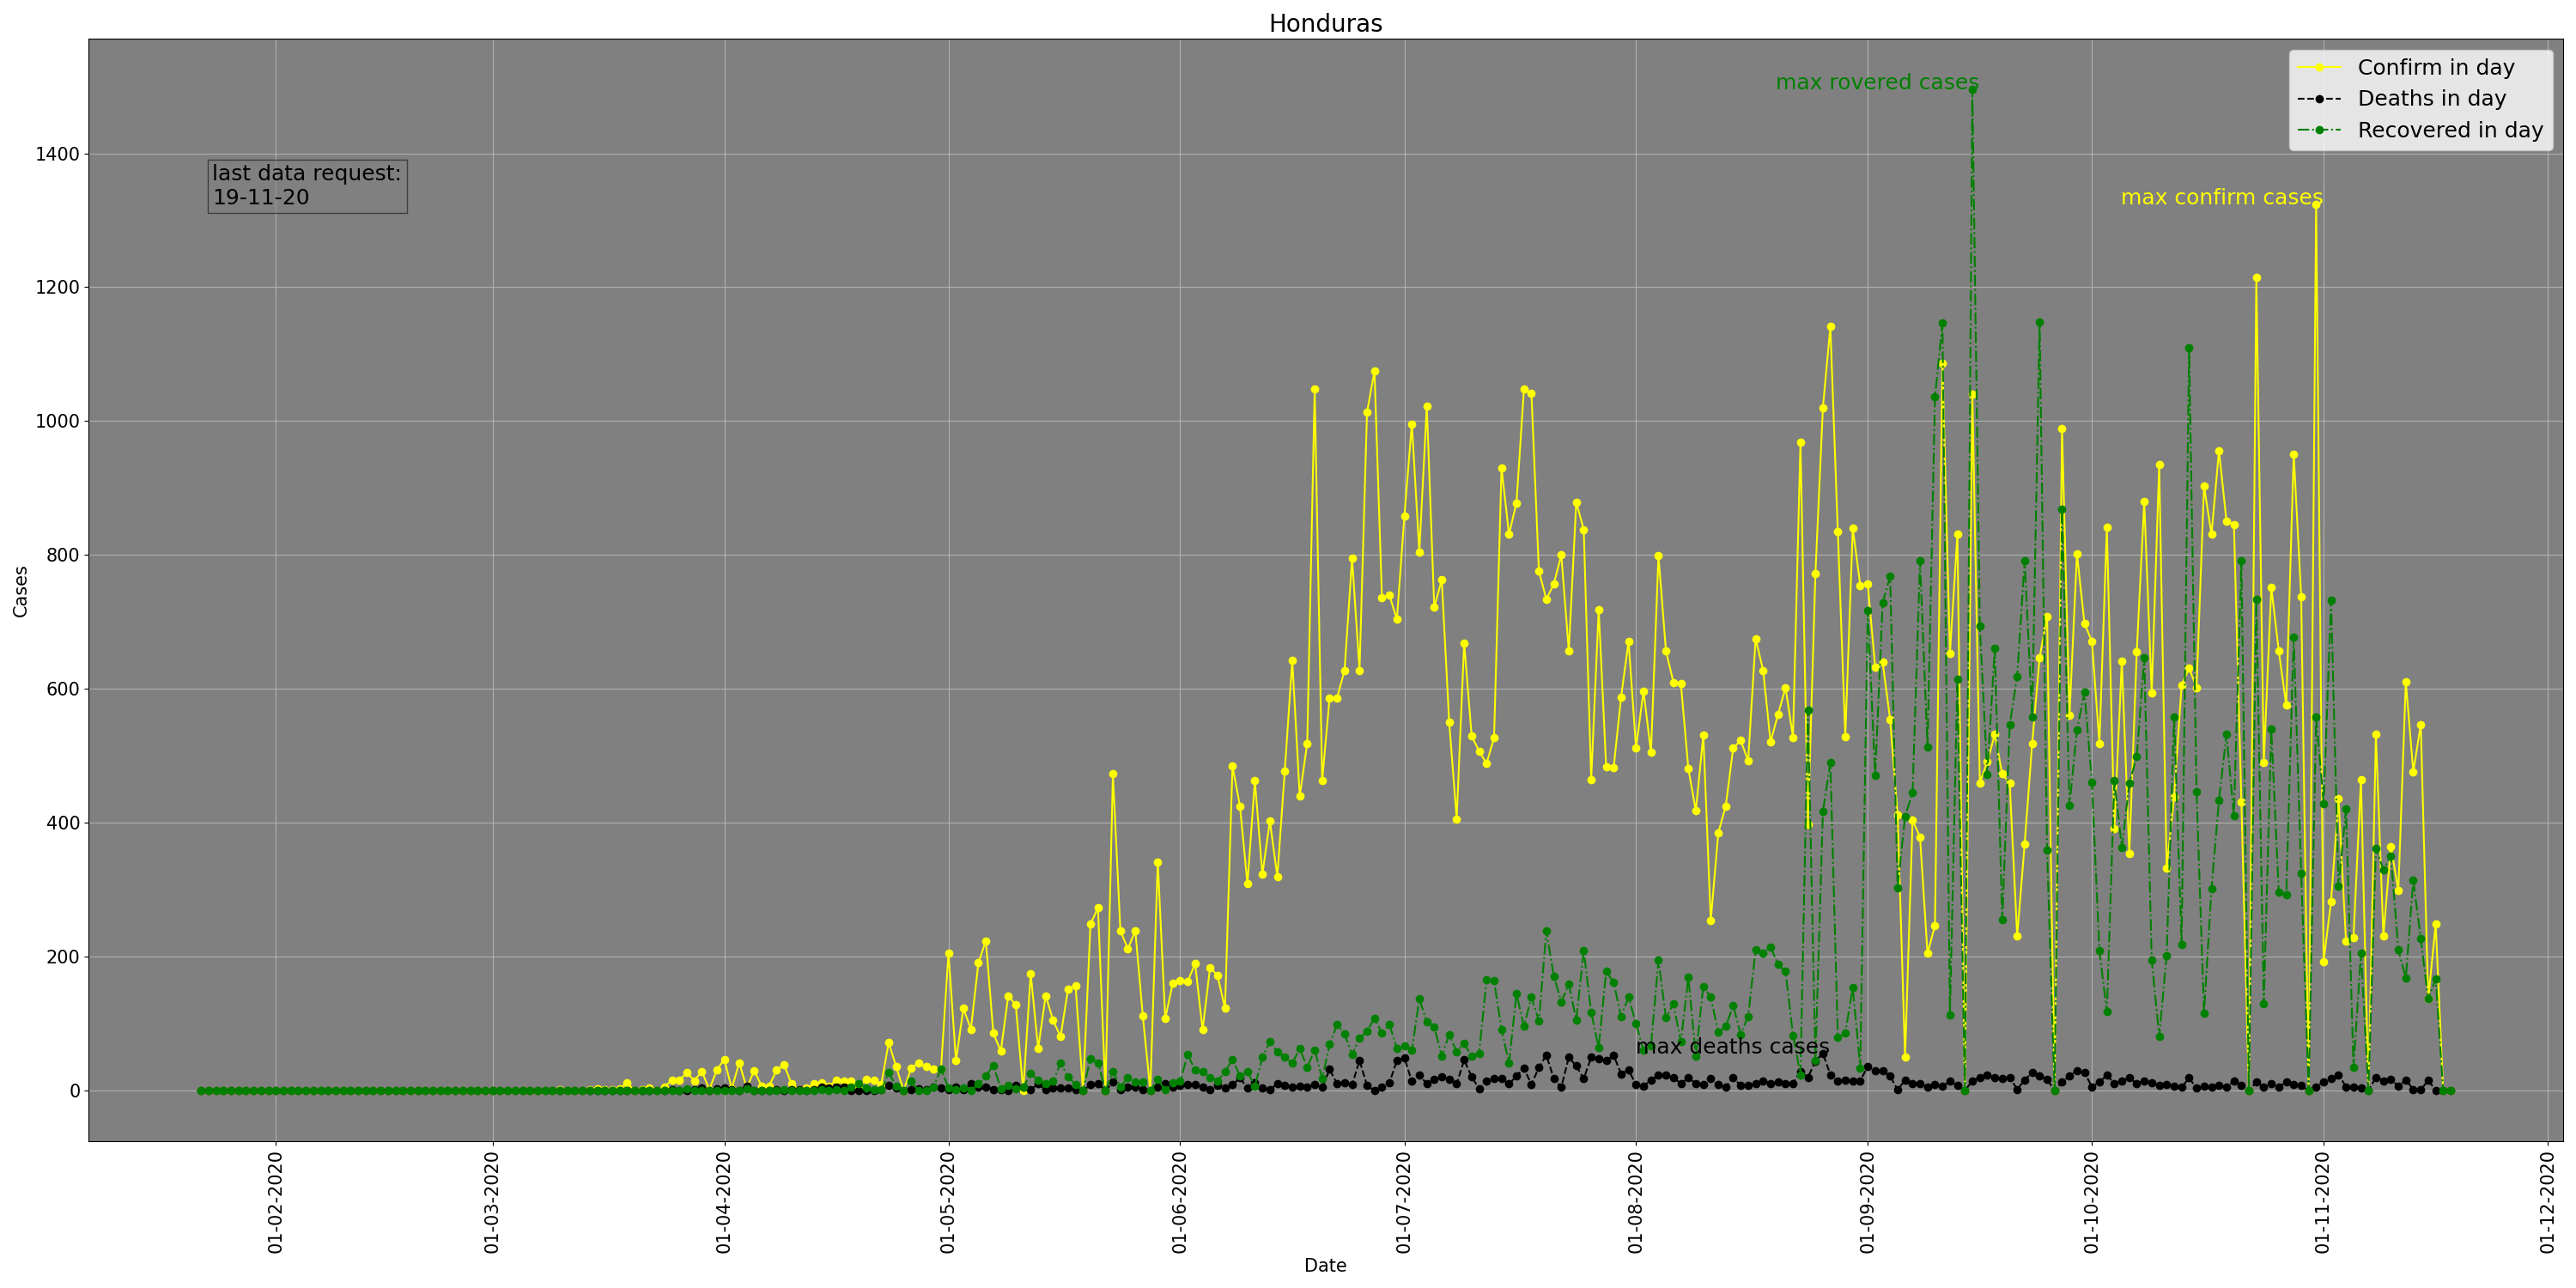 Honduras
max rovered cases
Confirm in day
Deaths in day
Recovered in day
last data request:
19-11-20
max confirm cases
max deaths cases
1400
1200
1000
800
600
400
200
0
Cases
01-02-2020
01-03-2020
01-04-2020
01-05-2020
01-06-2020
01-07-2020
01-08-2020
01-09-2020
01-10-2020
01-11-2020
01-12-2020
Date